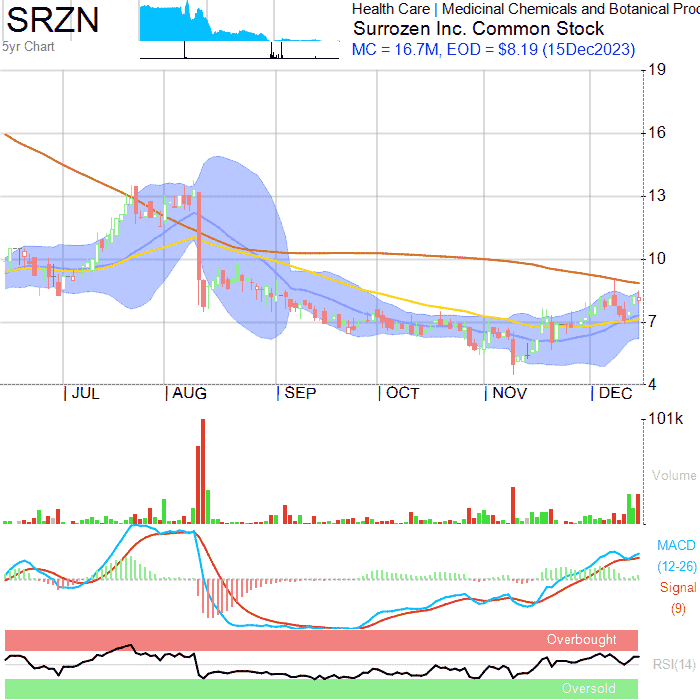 SRZN
5yr Chart
Health Care | Medicinal Chemicals and Botanical Proc
Surrozen Inc. Common Stock
MC = 16.7M, EOD = $8.19 (15Dec2023)
19
16
13
10
7
4
JUL AUG SEP OCT NOV DEC
101k
Volume
MACD
(12-26)
Signal
(9)
Overbought
RSI(14)
Oversold